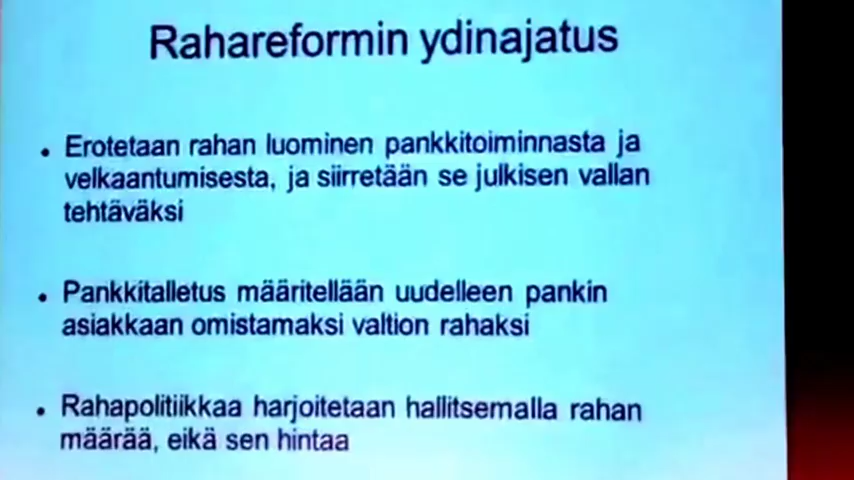 Rahareformin ydinajatus
• Erotetaan rahan luominen pankkitoiminnasta ja
velkaantumisesta, ja siirretään se julkisen vallan
tehtäväksi
• Pankkitalletus määritellään uudelleen pankin
asiakkaan omistamaksi valtion rahaksi
• Rahapolitiikkaa harjoitetaan hallitsemalla rahan
määrää, eikä sen hintaa